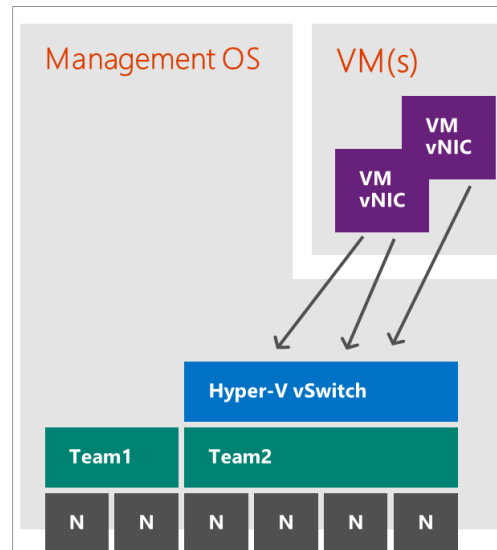 Management OS
VM(s)
VM
vNIC
VM
vNIC
Hyper-V vSwitch
Team1
Team2
N
N
N
N
N
N